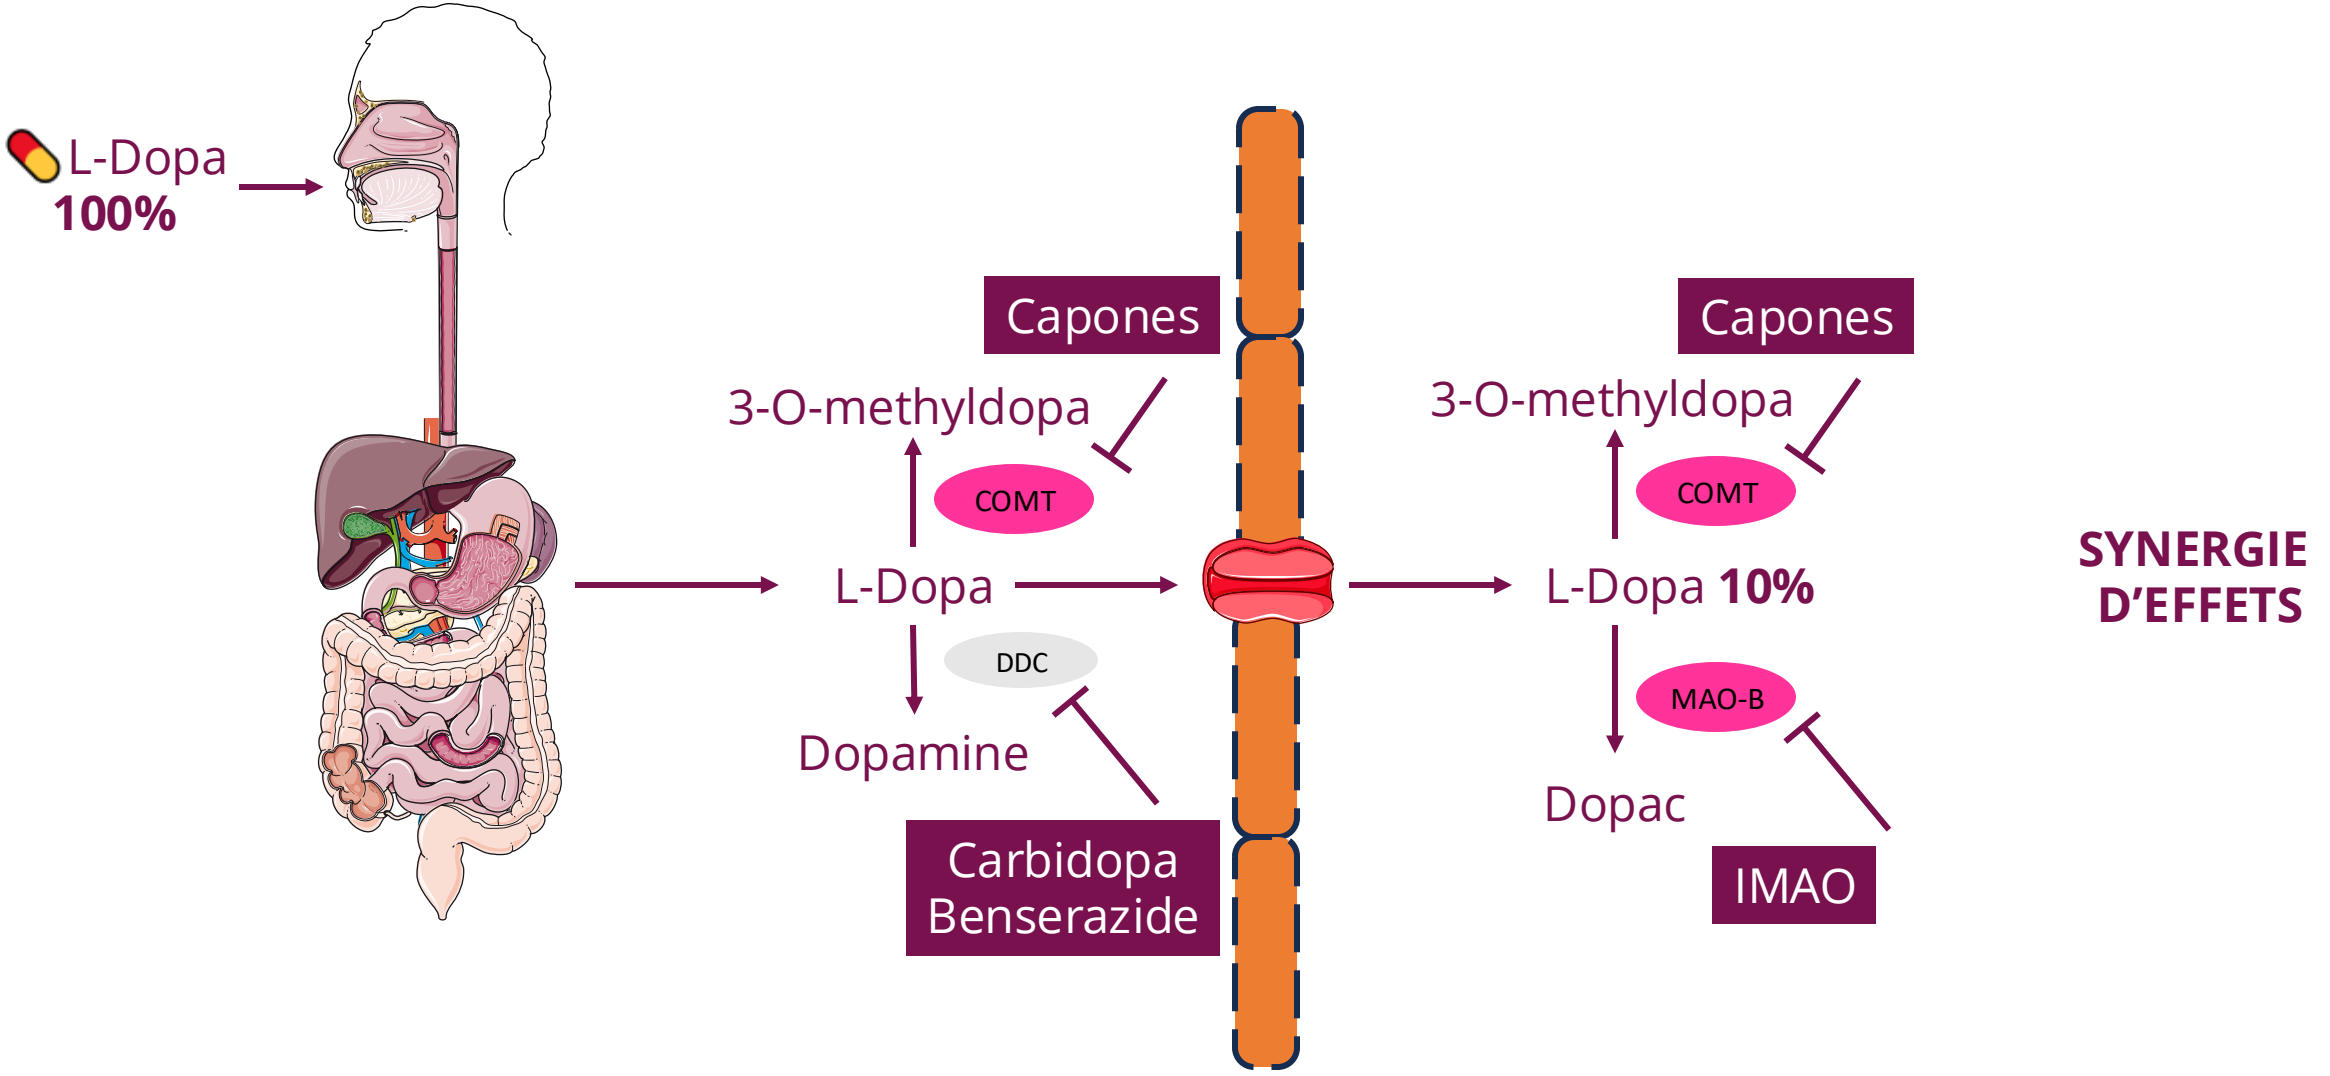 L-Dopa
100%
Capones
3-O-methyldopa
COMT
L-Dopa
DDC
Dopamine
Carbidopa
Benserazide
Capones
3-O-methyldopa
COMT
L-Dopa 10%
MAO-B
Dopac
IMAO
SYNERGIE
D’EFFETS